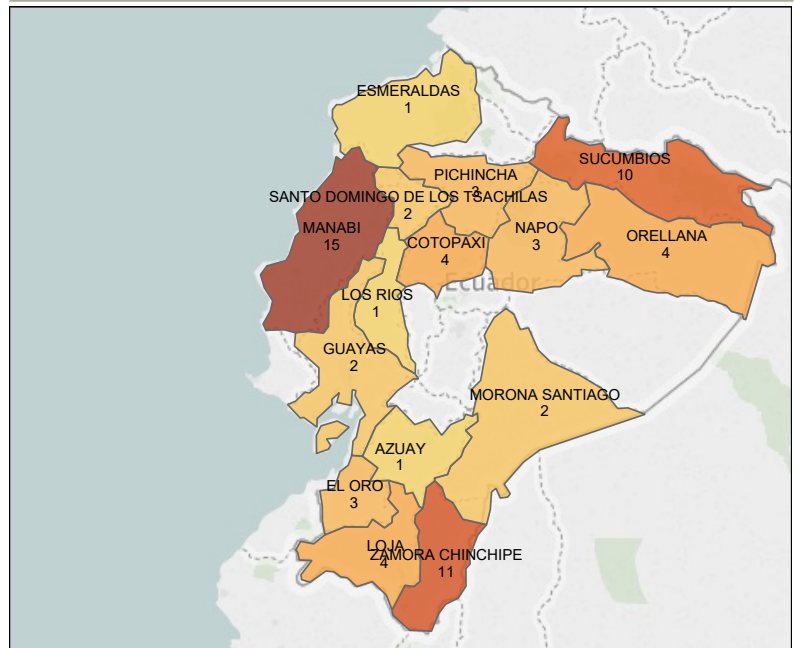 ESMERALDAS
1
SUCUMBIOS
10
PICHINCHA
3
SANTO DOMINGO DE LOS TSACHILAS
2
MANABI
15
COTOPAXI
4
NAPO
3
ORELLANA
4
Ecuador
LOS RIOS
1
GUAYAS
2
MORONA SANTIAGO
2
AZUAY
1
EL ORO
3
LOJA
4
ZAMORA CHINCHIPE
11